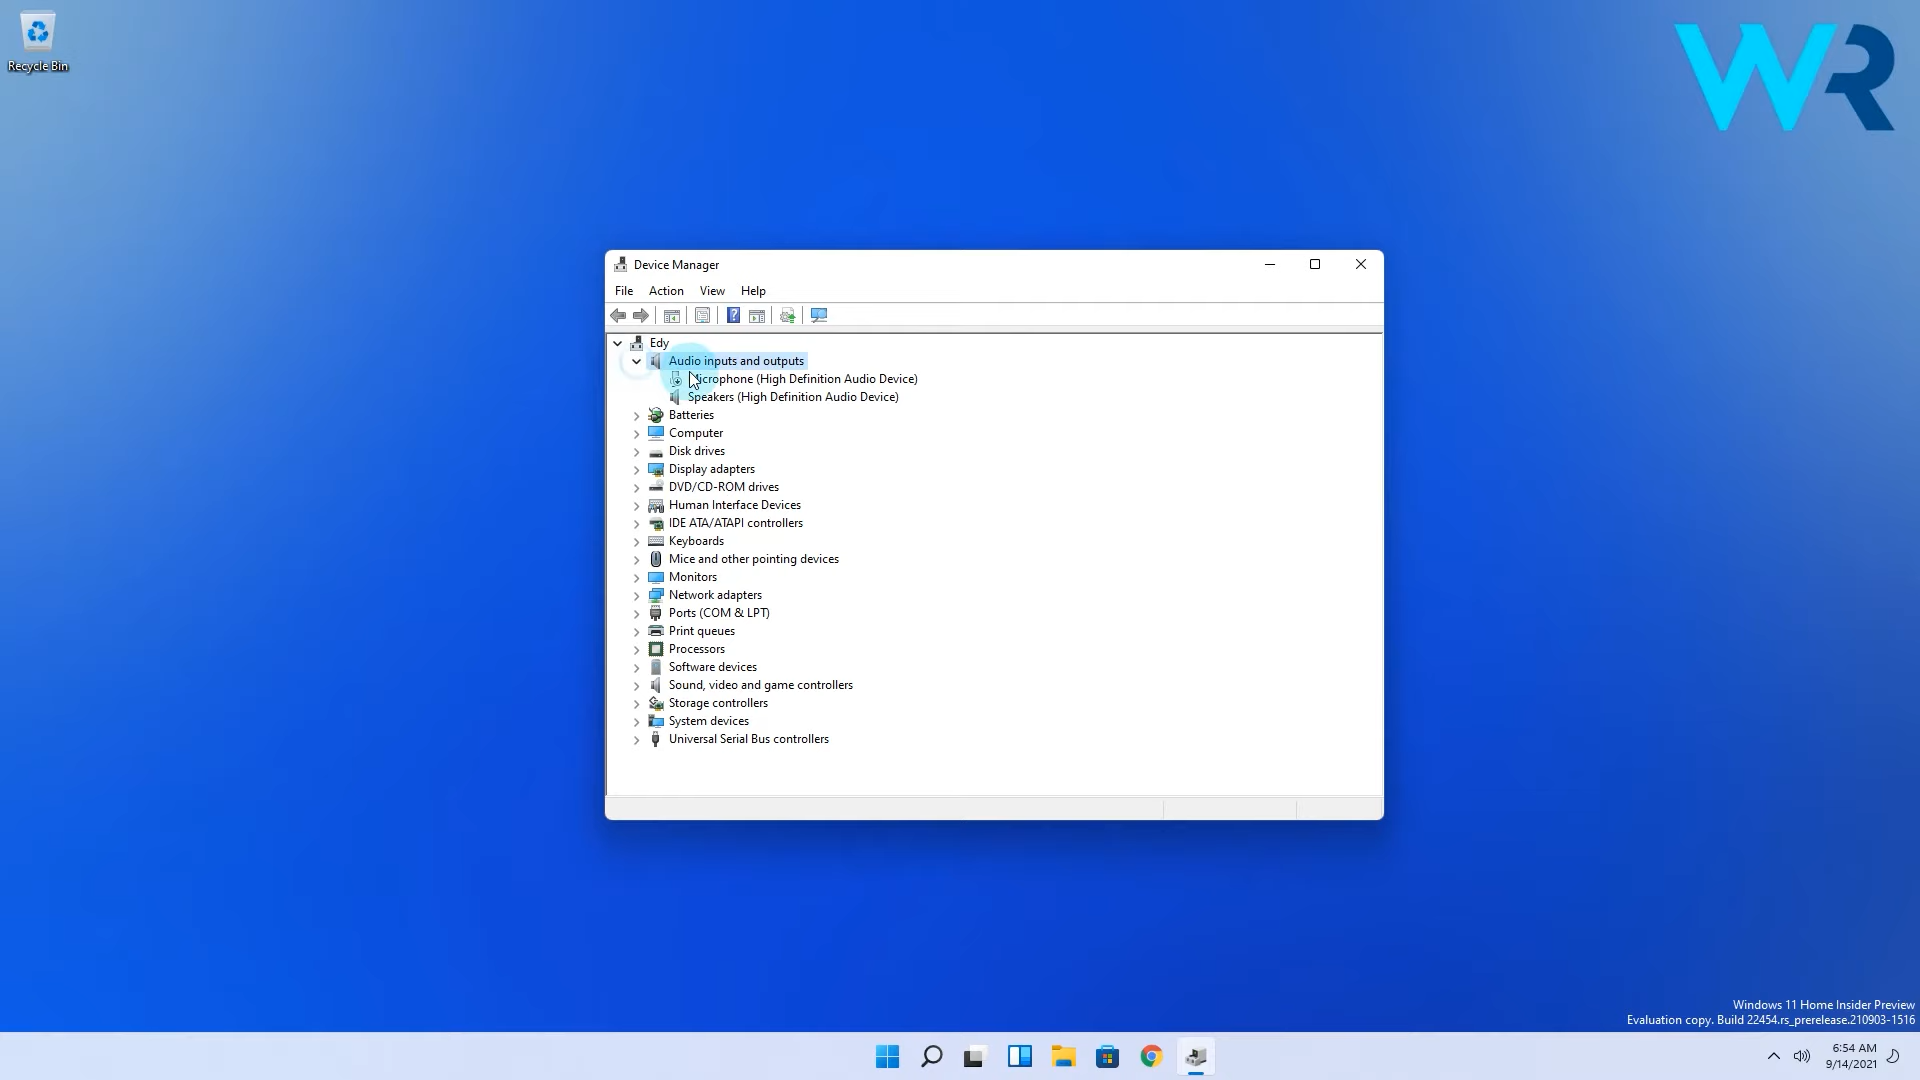 Recycle Bin
WR
Device Manager
File Action View Help
Edy
Audio inputs and outputs
Microphone (High Definition Audio Device)
Speakers (High Definition Audio Device)
Batteries
Computer
Disk drives
Display adapters
DVD/CD-ROM drives
Human Interface Devices
IDE ATA/ATAPI controllers
Keyboards
Mice and other pointing devices
Monitors
Network adapters
Ports (COM & LPT)
Print queues
Processors
Software devices
Sound, video and game controllers
Storage controllers
System devices
Universal Serial Bus controllers
Windows 11 Home Insider Preview
Evaluation copy. Build 22454.rs_prerelease.210903-1516
6:54 AM
9/14/2021